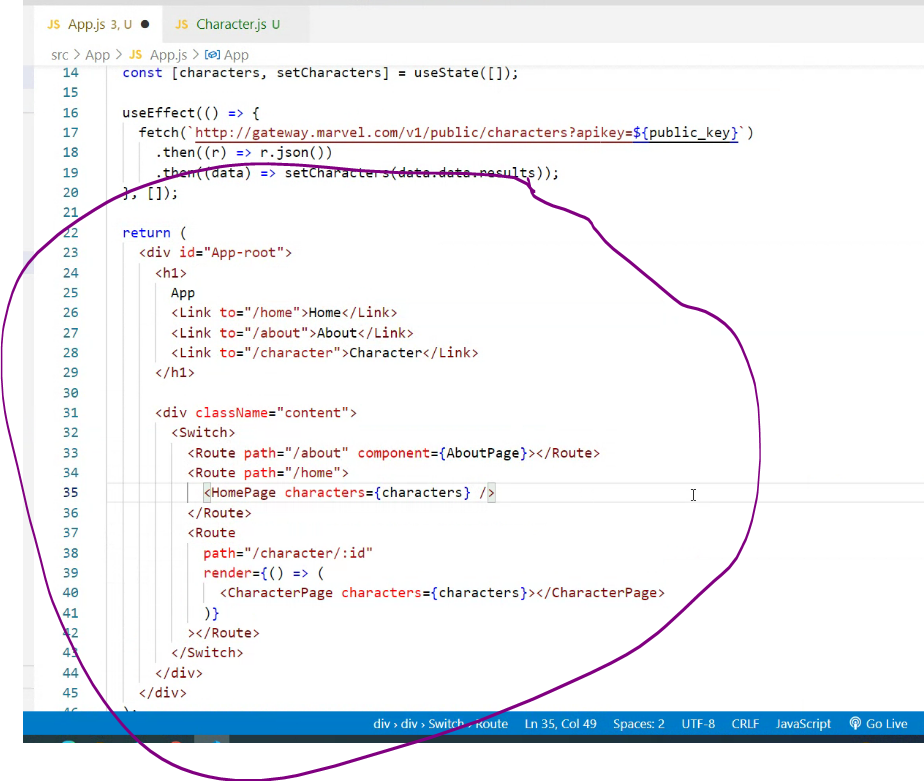 JS App.js 3, U ● JS Character.js U
src > App > JS App.js > App
14 const [characters, setCharacters] = useState([]);
15
16 useEffect(() => {
17 fetch(`http://gateway.marvel.com/v1/public/characters?apikey=${public_key}`)
18 .then((r) => r.json())
19 .then((data) => setCharacters(data.data.results));
20 }, []);
21
22 return (
23 <div id="App-root">
24 <h1>
25 App
26 <Link to="/home">Home</Link>
27 <Link to="/about">About</Link>
28 <Link to="/character">Character</Link>
29 </h1>
30
31 <div className="content">
32 <Switch>
33 <Route path="/about" component={AboutPage}></Route>
34 <Route path="/home">
35 <HomePage characters={characters} />
36 </Route>
37 <Route
38 path="/character/:id"
39 render={() => (
40 <CharacterPage characters={characters}></CharacterPage>
41 )}
42 ></Route>
43 </Switch>
44 </div>
45 </div>
46 );
div > div > Switch > Route Ln 35, Col 49 Spaces: 2 UTF-8 CRLF JavaScript Go Live